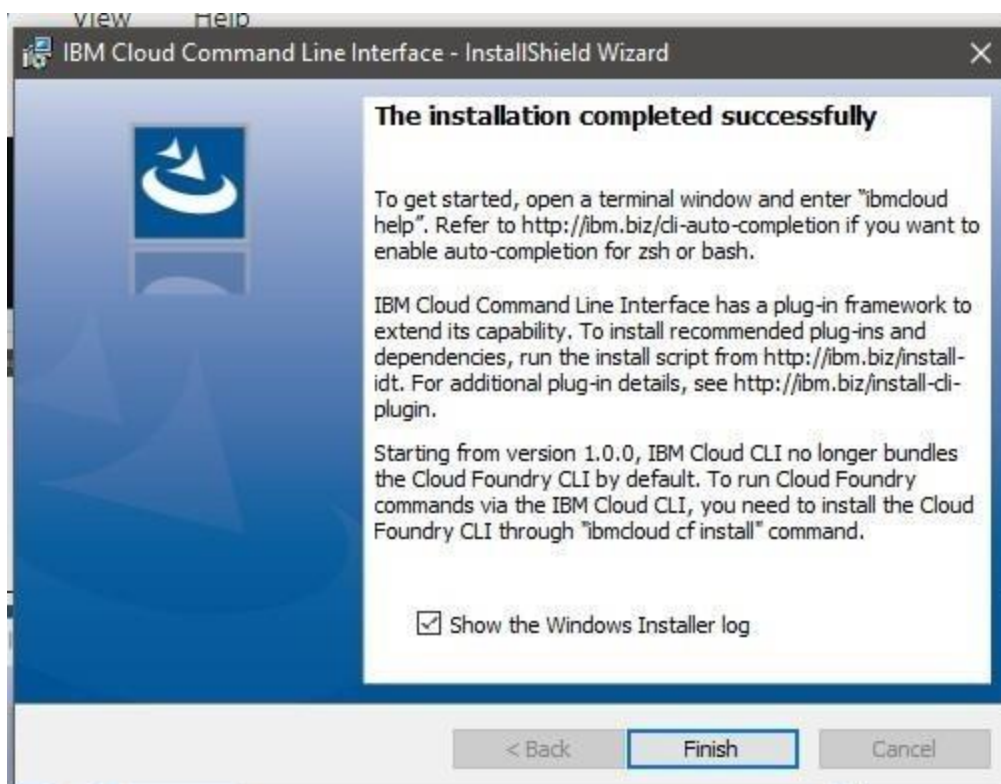 View Help
IBM Cloud Command Line Interface - InstallShield Wizard
The installation completed successfully
To get started, open a terminal window and enter "ibmcloud
help". Refer to http://ibm.biz/cli-auto-completion if you want to
enable auto-completion for zsh or bash.
IBM Cloud Command Line Interface has a plug-in framework to
extend its capability. To install recommended plug-ins and
dependencies, run the install script from http://ibm.biz/install-
idt. For additional plug-in details, see http://ibm.biz/install-cli-
plugin.
Starting from version 1.0.0, IBM Cloud CLI no longer bundles
the Cloud Foundry CLI by default. To run Cloud Foundry
commands via the IBM Cloud CLI, you need to install the Cloud
Foundry CLI through "ibmcloud cf install" command.
Show the Windows Installer log
< Back Finish Cancel